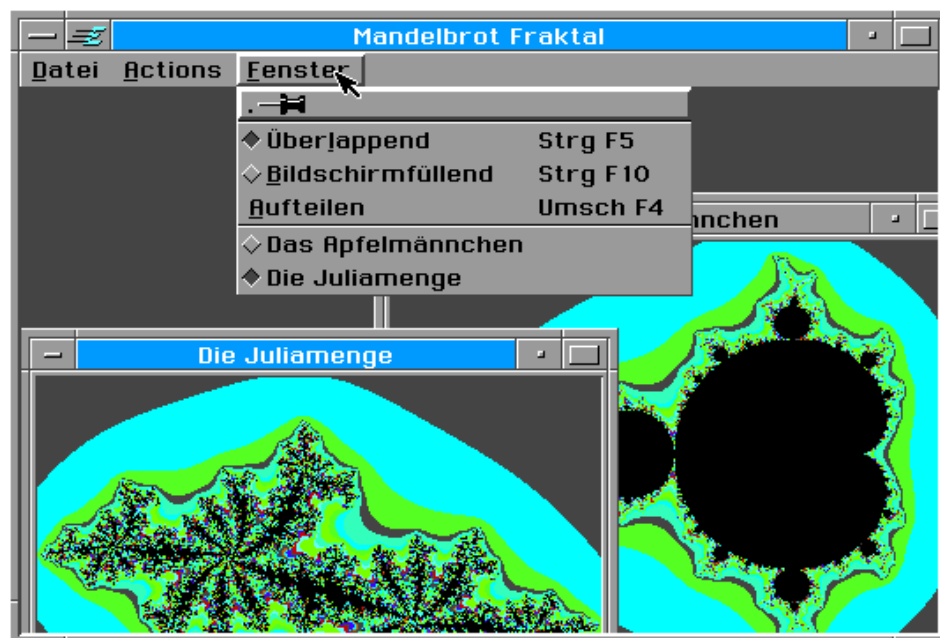 Mandelbrot Fraktal
Datei Actions Fenster
Überlappend Strg F5
Bildschirmfüllend Strg F10
Aufteilen Umsch F4
nnchen
Das Apfelmännchen
Die Juliamenge
Die Juliamenge